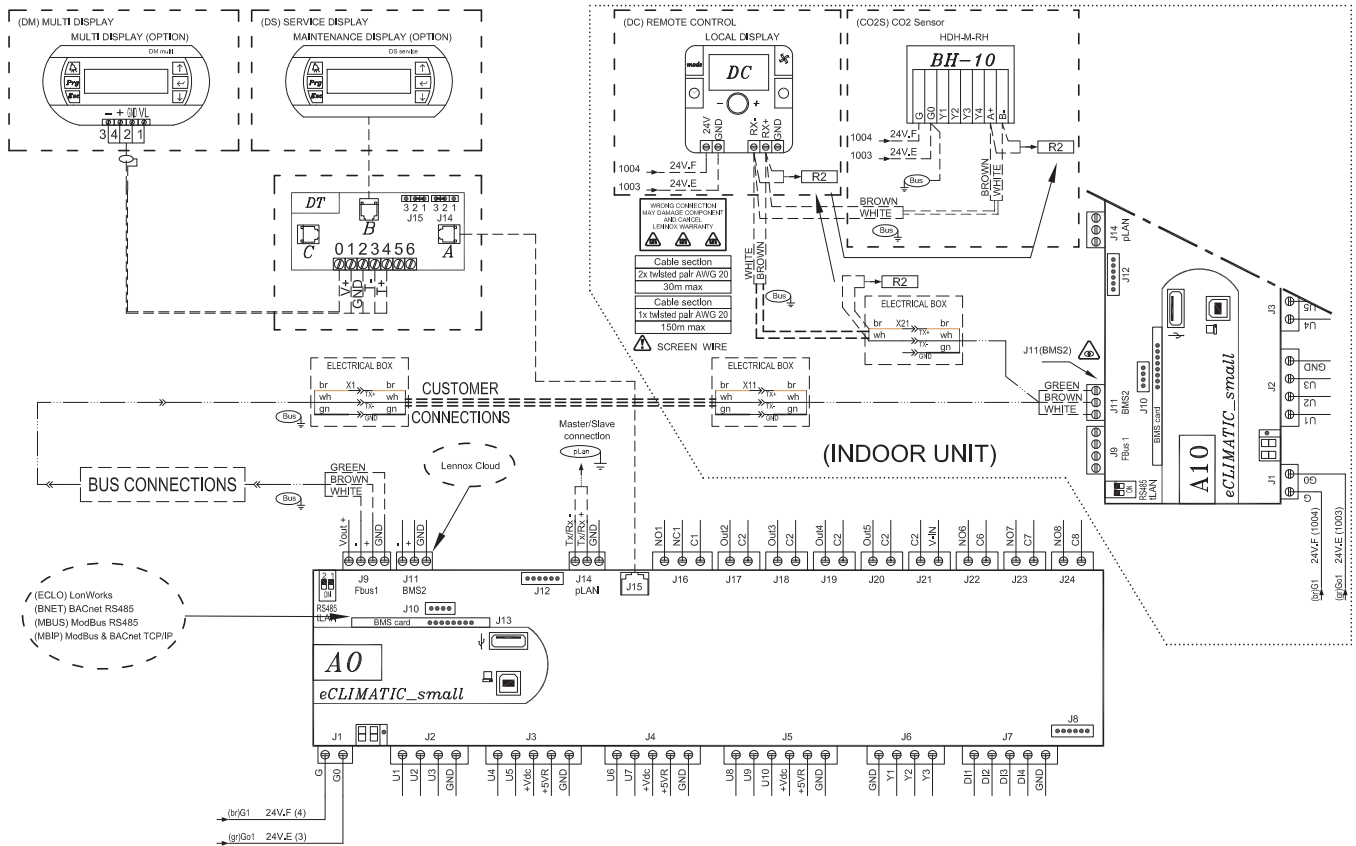 (DM) MULTI DISPLAY
MULTI DISPLAY (OPTION)
DM multi
Prg
Esc
- + GND VL
3 4 2 1
(DS) SERVICE DISPLAY
MAINTENANCE DISPLAY (OPTION)
DS service
Prg
Esc
DT
B
C
A
3 2 1
J15
3 2 1
J14
0 1 2 3 4 5 6
V+
GND
T-
T+
(DC) REMOTE CONTROL
LOCAL DISPLAY
mode
DC
- +
24V
GND
RX-
RX+
GND
1004 24V.F
1003 24V.E
R2
(CO2S) CO2 Sensor
HDH-M-RH
BH-10
G
G0
Y1
Y2
Y3
Y4
A+
B-
1004 24V.F
1003 24V.E
Bus
BROWN
WHITE
R2
BROWN
WHITE
Bus
WRONG CONNECTION
MAY DAMAGE COMPONENT
AND CANCEL
LENNOX WARRANTY
Cable section
2x twisted pair AWG 20
30m max
Cable section
1x twisted pair AWG 20
150m max
SCREEN WIRE
WHITE
BROWN
Bus
R2
ELECTRICAL BOX
br X21 br
wh TX+ wh
TX- gn
GND
J11(BMS2)
GREEN
BROWN
WHITE
J14
pLAN
J12
J11
BMS2
J10
BMS card
J9
FBus 1
RS485
tLAN
ON
A10
eCLIMATIC_small
J3
U5
U4
J2
GND
U3
U2
U1
J1
G0
G
(br)G1 24V.F (1004)
(gr)G1 24V.E (1003)
(INDOOR UNIT)
ELECTRICAL BOX
br X1 br
wh TX+ wh
gn TX- gn
GND
Bus
CUSTOMER
CONNECTIONS
ELECTRICAL BOX
br X11 br
wh TX+ wh
gn TX- gn
GND
BUS CONNECTIONS
Bus
GREEN
BROWN
WHITE
Lennox Cloud
Master/Slave
connection
pLan
Vout +
-
+
GND
-
+
GND
Tx/Rx -
Tx/Rx +
GND
NO1
NC1
C1
Out2
C2
Out3
C2
Out4
C2
Out5
C2
C2
V-IN
NO6
C6
NO7
C7
NO8
C8
2 1
ON
RS485
tLAN
J9
Fbus1
J11
BMS2
J12
J14
pLAN
J15
J16
J17
J18
J19
J20
J21
J22
J23
J24
J10
BMS card
J13
(ECLO) LonWorks
(BNET) BACnet RS485
(MBUS) ModBus RS485
(MBIP) ModBus & BACnet TCP/IP
A0
eCLIMATIC_small
J8
J1
J2
J3
J4
J5
J6
J7
G
G0
U1
U2
U3
GND
U4
U5
+Vdc
+5VR
GND
U6
U7
+Vdc
+5VR
GND
U8
U9
U10
+Vdc
+5VR
GND
GND
Y1
Y2
Y3
DI1
DI2
DI3
DI4
GND
(br)G1 24V.F (4)
(gr)Go1 24V.E (3)